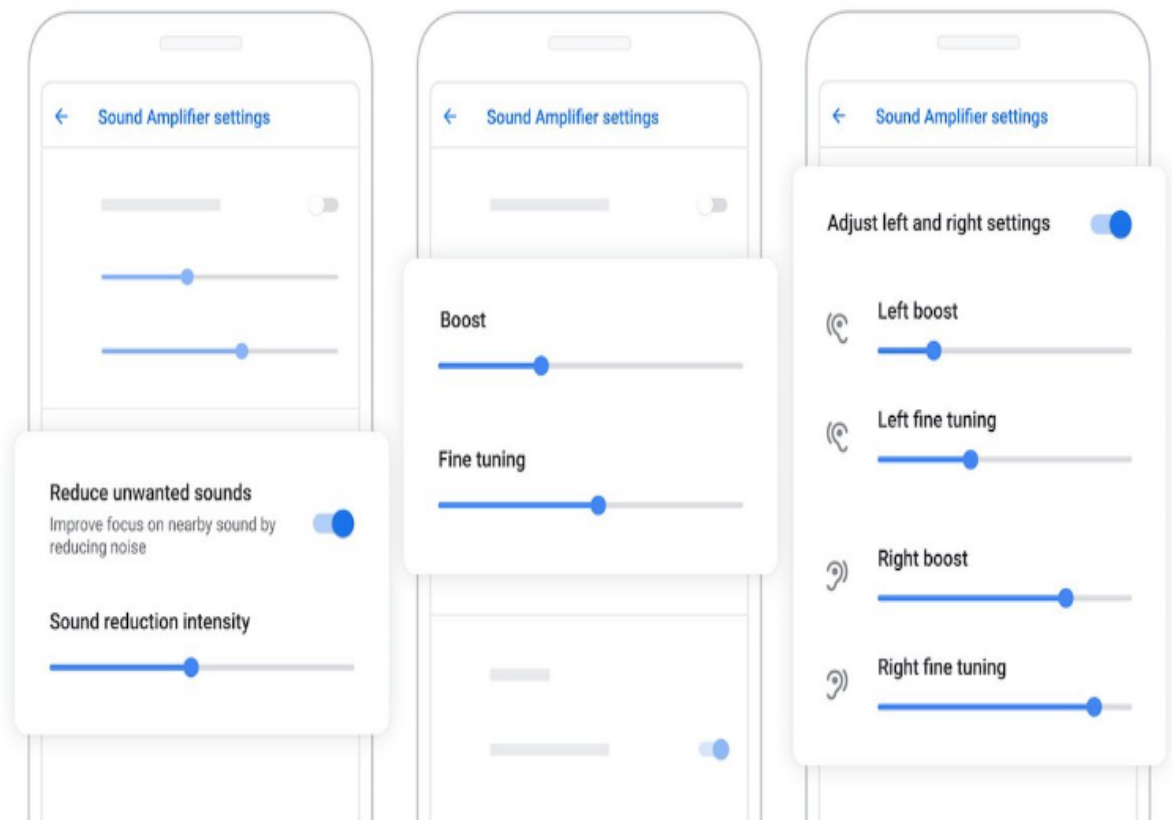 Sound Amplifier settings
Reduce unwanted sounds
Improve focus on nearby sound by
reducing noise
Sound reduction intensity
Sound Amplifier settings
Boost
Fine tuning
Sound Amplifier settings
Adjust left and right settings
Left boost
Left fine tuning
Right boost
Right fine tuning